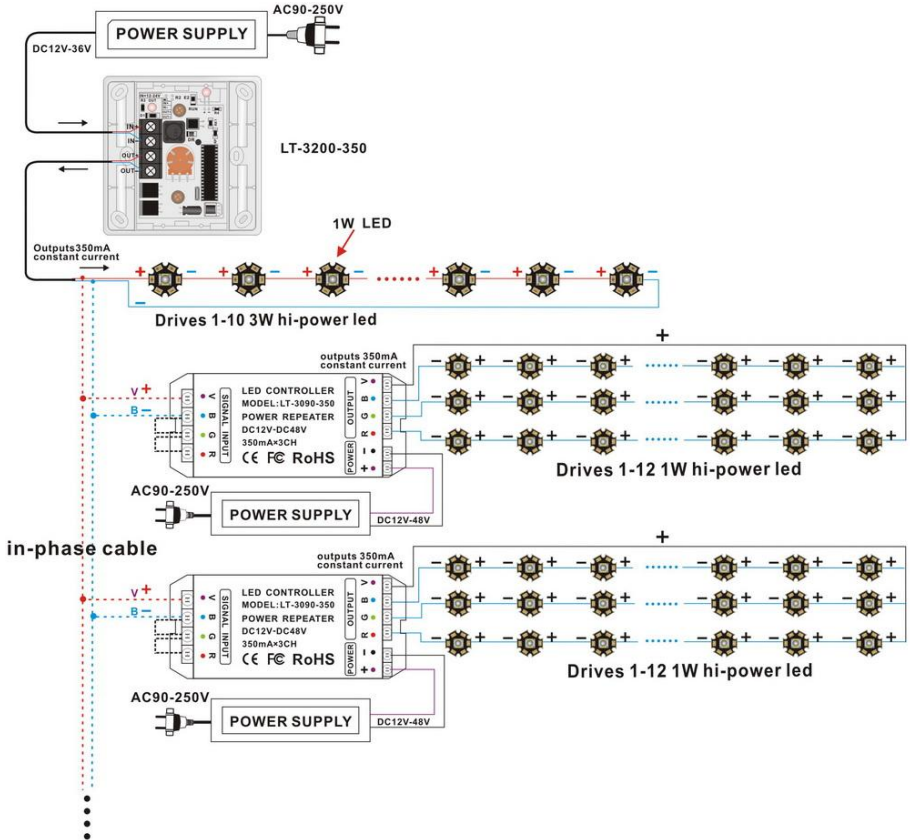 AC90-250V
POWER SUPPLY
DC12V-36V
IN+
IN-
OUT+
OUT-
LT-3200-350
1W LED
Outputs350mA
constant current
+ - + - + - + - + - + -
-
Drives 1-10 3W hi-power led
+
outputs 350mA
constant current
V +
B -
V
B
G
R
SIGNAL INPUT
LED CONTROLLER
MODEL:LT-3090-350
POWER REPEATER
DC12V-DC48V
350mA×3CH
CE FC RoHS
OUTPUT
POWER
V
B
G
R
-
+
- + - + - + - + - + - +
- + - + - + - + - + - +
- + - + - + - + - + - +
Drives 1-12 1W hi-power led
AC90-250V
POWER SUPPLY
DC12V-48V
in-phase cable
+
outputs 350mA
constant current
V +
B -
V
B
G
R
SIGNAL INPUT
LED CONTROLLER
MODEL:LT-3090-350
POWER REPEATER
DC12V-DC48V
350mA×3CH
CE FC RoHS
OUTPUT
POWER
V
B
G
R
-
+
- + - + - + - + - + - +
- + - + - + - + - + - +
- + - + - + - + - + - +
Drives 1-12 1W hi-power led
AC90-250V
POWER SUPPLY
DC12V-48V